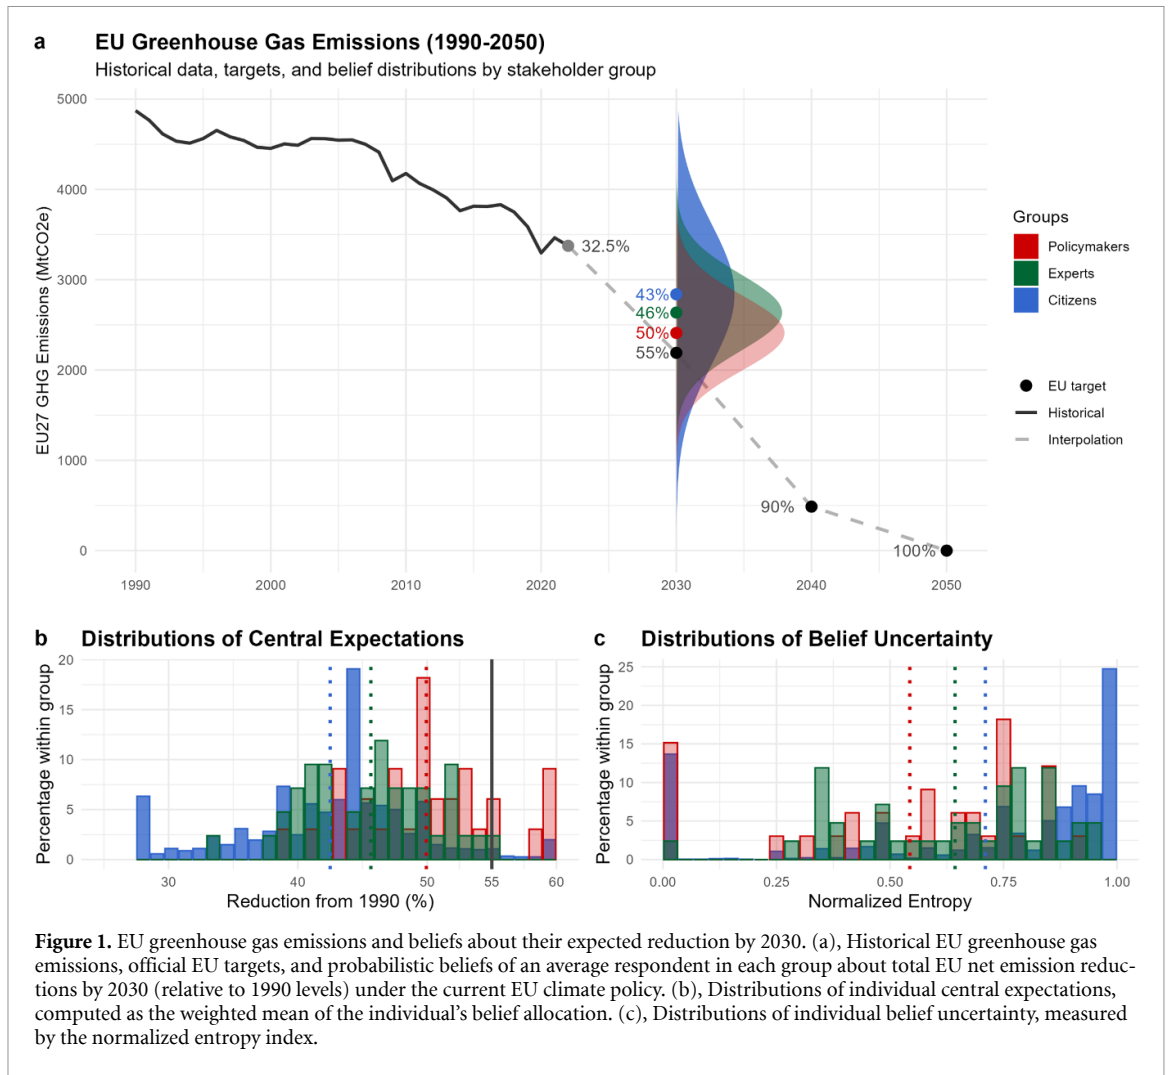 a EU Greenhouse Gas Emissions (1990-2050)
Historical data, targets, and belief distributions by stakeholder group
EU27 GHG Emissions (MtCO2e)
5000
4000
3000
2000
1000
0
32.5%
43%
46%
50%
55%
90%
100%
1990 2000 2010 2020 2030 2040 2050
Groups
Policymakers
Experts
Citizens
EU target
Historical
Interpolation
b Distributions of Central Expectations
Percentage within group
20
15
10
5
0
30 40 50 55 60
Reduction from 1990 (%)
c Distributions of Belief Uncertainty
Percentage within group
25
20
15
10
5
0
0.00 0.25 0.50 0.75 1.00
Normalized Entropy
Figure 1. EU greenhouse gas emissions and beliefs about their expected reduction by 2030. (a), Historical EU greenhouse gas
emissions, official EU targets, and probabilistic beliefs of an average respondent in each group about total EU net emission reduc-
tions by 2030 (relative to 1990 levels) under the current EU climate policy. (b), Distributions of individual central expectations,
computed as the weighted mean of the individual's belief allocation. (c), Distributions of individual belief uncertainty, measured
by the normalized entropy index.